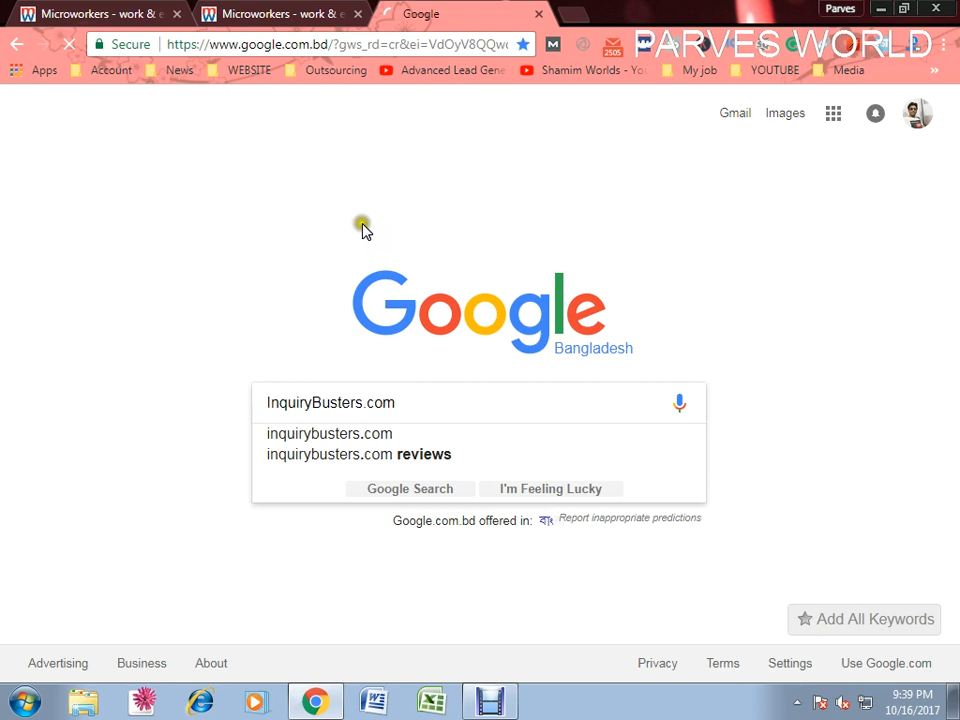 Microworkers - work & e
Microworkers - work & e
Google
Parves
Secure
https://www.google.com.bd/?gws_rd=cr&ei=VdOyV8QQw
2505
PARVES WORLD
Apps
Account
News
WEBSITE
Outsourcing
Advanced Lead Gene
Shamim Worlds - Yo
My job
YOUTUBE
Media
»
Gmail
Images
Google
Bangladesh
InquiryBusters.com
inquirybusters.com
inquirybusters.com reviews
Google Search
I'm Feeling Lucky
Google.com.bd offered in: বাং
Report inappropriate predictions
Add All Keywords
Advertising
Business
About
Privacy
Terms
Settings
Use Google.com
9:39 PM
10/16/2017